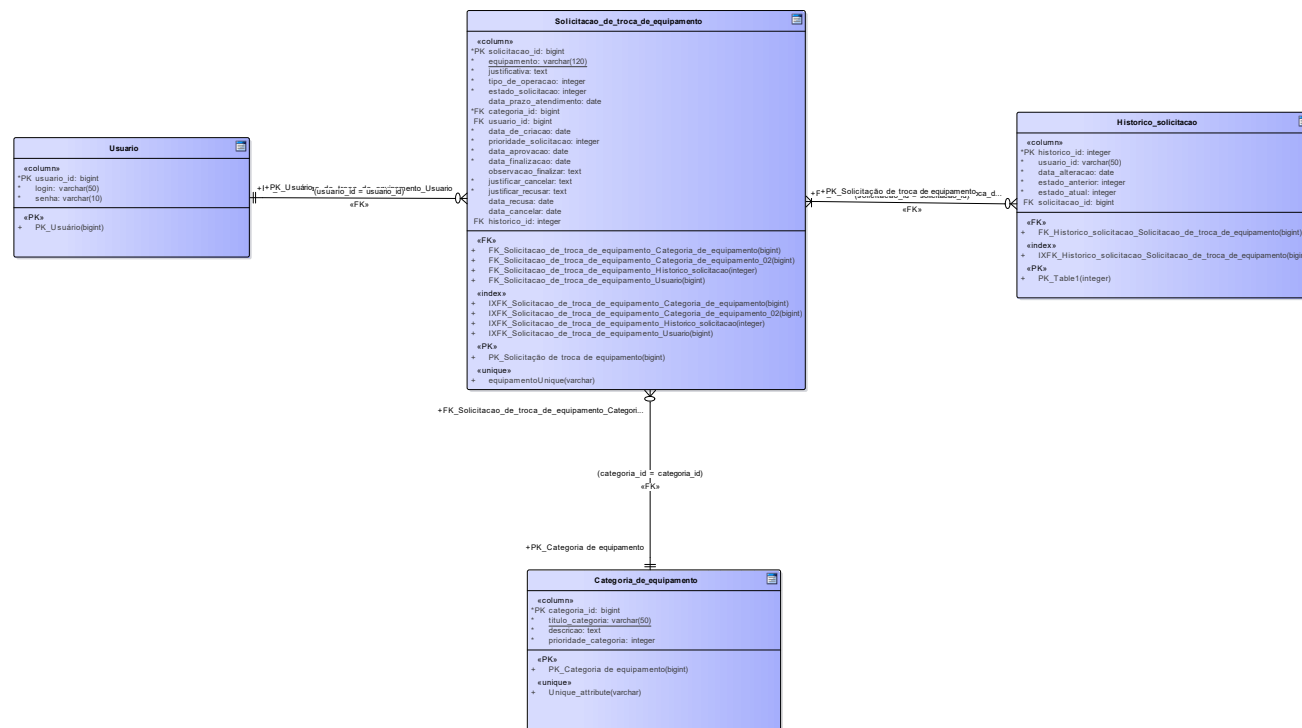 Solicitacao_de_troca_de_equipamento
«column»
*PK solicitacao_id: bigint
* equipamento: varchar(120)
* justificativa: text
* tipo_de_operacao: integer
* estado_solicitacao: integer
data_prazo_atendimento: date
*FK categoria_id: bigint
FK usuario_id: bigint
* data_de_criacao: date
* prioridade_solicitacao: integer
* data_aprovacao: date
* data_finalizacao: date
observacao_finalizar: text
* justificar_cancelar: text
* justificar_recusar: text
data_recusa: date
data_cancelar: date
FK historico_id: integer
«FK»
+ FK_Solicitacao_de_troca_de_equipamento_Categoria_de_equipamento(bigint)
+ FK_Solicitacao_de_troca_de_equipamento_Categoria_de_equipamento_02(bigint)
+ FK_Solicitacao_de_troca_de_equipamento_Historico_solicitacao(integer)
+ FK_Solicitacao_de_troca_de_equipamento_Usuario(bigint)
«index»
+ IXFK_Solicitacao_de_troca_de_equipamento_Categoria_de_equipamento(bigint)
+ IXFK_Solicitacao_de_troca_de_equipamento_Categoria_de_equipamento_02(bigint)
+ IXFK_Solicitacao_de_troca_de_equipamento_Historico_solicitacao(integer)
+ IXFK_Solicitacao_de_troca_de_equipamento_Usuario(bigint)
«PK»
+ PK_Solicitação de troca de equipamento(bigint)
«unique»
+ equipamentoUnique(varchar)
Usuario
«column»
*PK usuario_id: bigint
* login: varchar(50)
* senha: varchar(10)
«PK»
+ PK_Usuário(bigint)
(usuario_id = usuario_id)
«FK»
Historico_solicitacao
«column»
*PK historico_id: integer
* usuario_id: varchar(50)
* data_alteracao: date
* estado_anterior: integer
* estado_atual: integer
FK solicitacao_id: bigint
«FK»
+ FK_Historico_solicitacao_Solicitacao_de_troca_de_equipamento(bigint)
«index»
+ IXFK_Historico_solicitacao_Solicitacao_de_troca_de_equipamento(bigi
«PK»
+ PK_Table1(integer)
+PK_Solicitação de troca de equipamento
«FK»
+FK_Solicitacao_de_troca_de_equipamento_Categori...
(categoria_id = categoria_id)
«FK»
+PK_Categoria de equipamento
Categoria_de_equipamento
«column»
*PK categoria_id: bigint
* titulo_categoria: varchar(50)
* descricao: text
* prioridade_categoria: integer
«PK»
+ PK_Categoria de equipamento(bigint)
«unique»
+ Unique_attribute(varchar)